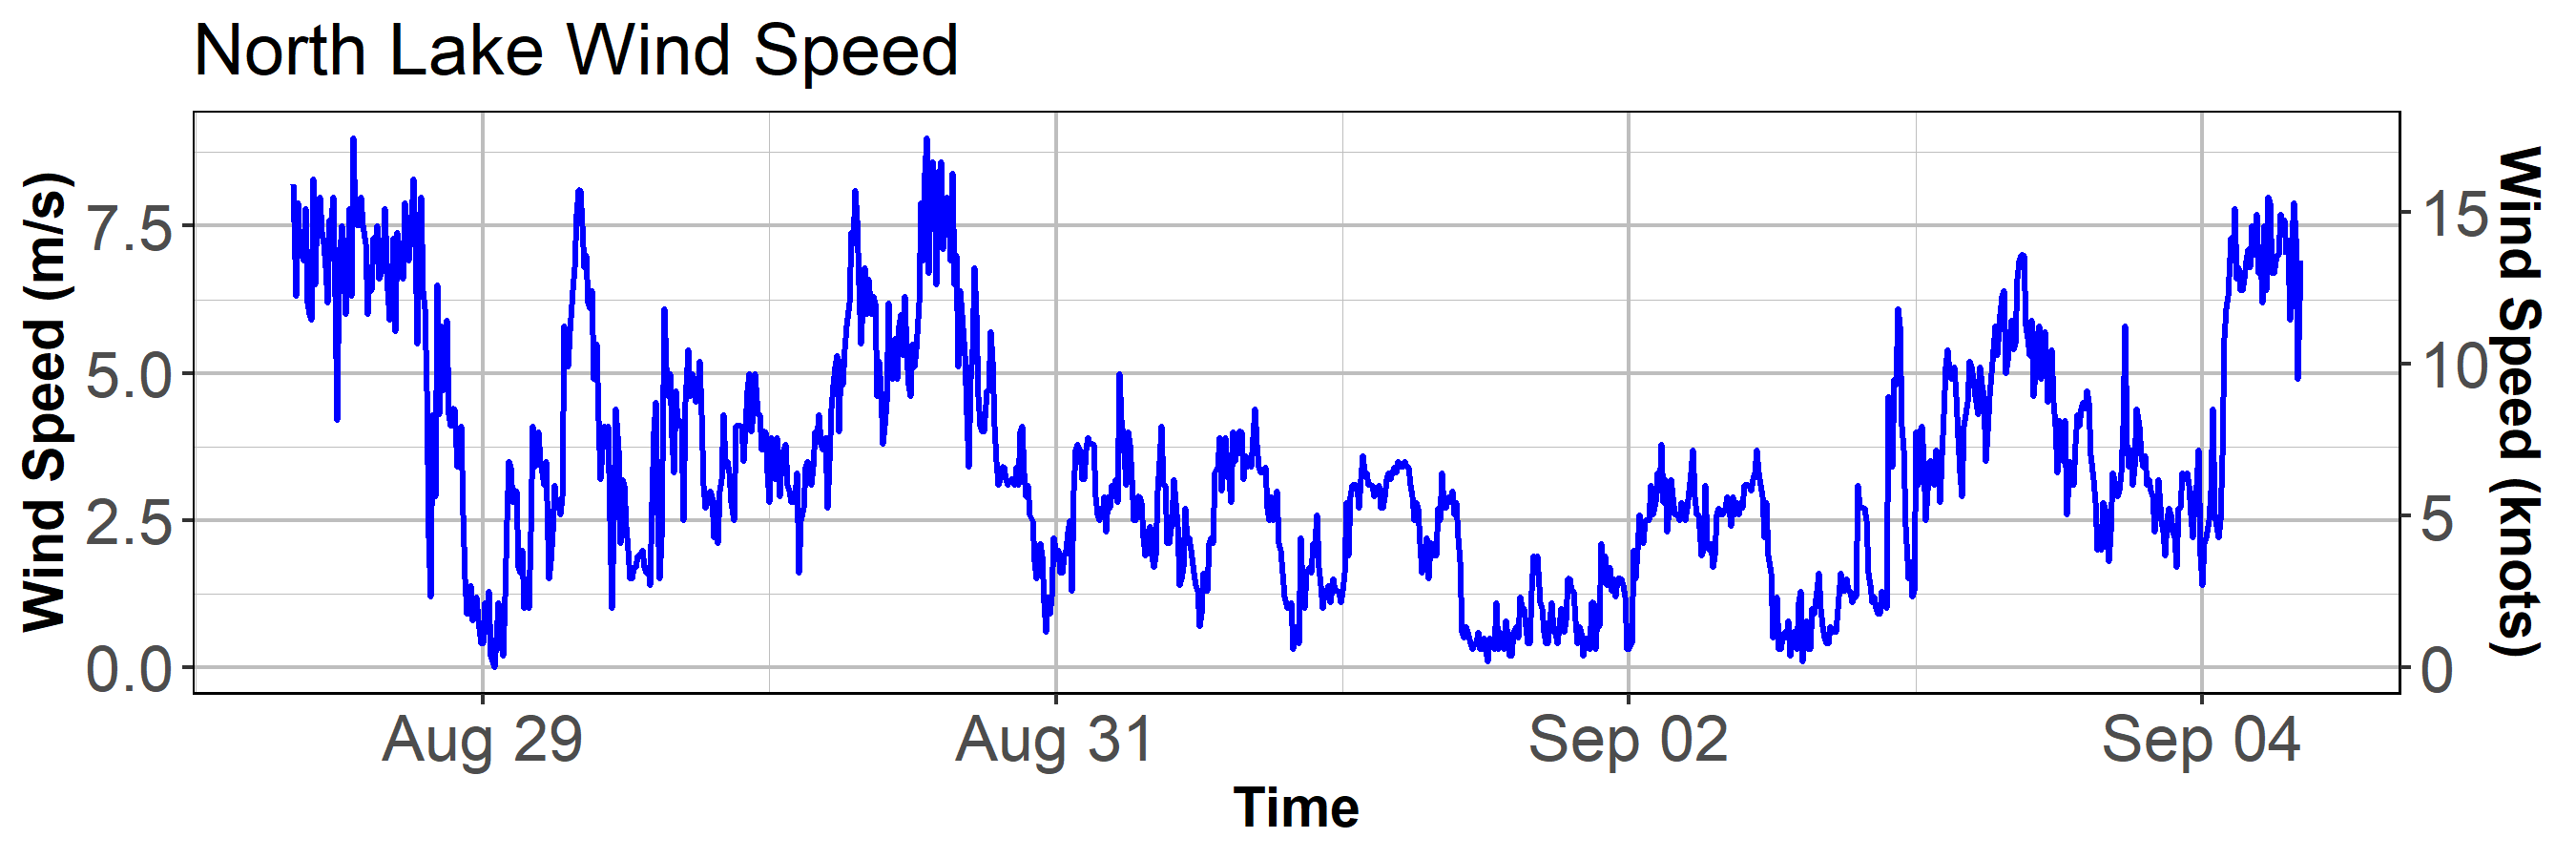 North Lake Wind Speed
Wind Speed (m/s)
7.5
5.0
2.5
0.0
15
10
5
0
Wind Speed (knots)
Aug 29
Aug 31
Sep 02
Sep 04
Time